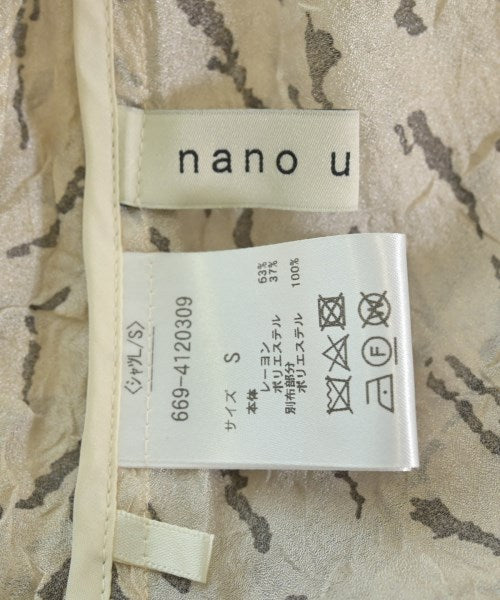 nano u
〈シャツL/S〉
669-4120309
サイズ S
本体
レーヨン 63%
ポリエステル 37%
別布部分
ポリエステル 100%
F